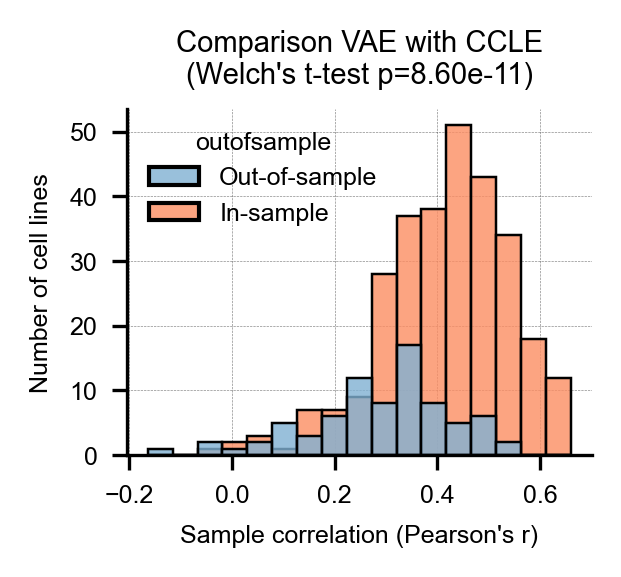 Comparison VAE with CCLE
(Welch's t-test p=8.60e-11)
outofsample
Out-of-sample
In-sample
Number of cell lines
50
40
30
20
10
0
−0.2 0.0 0.2 0.4 0.6
Sample correlation (Pearson's r)